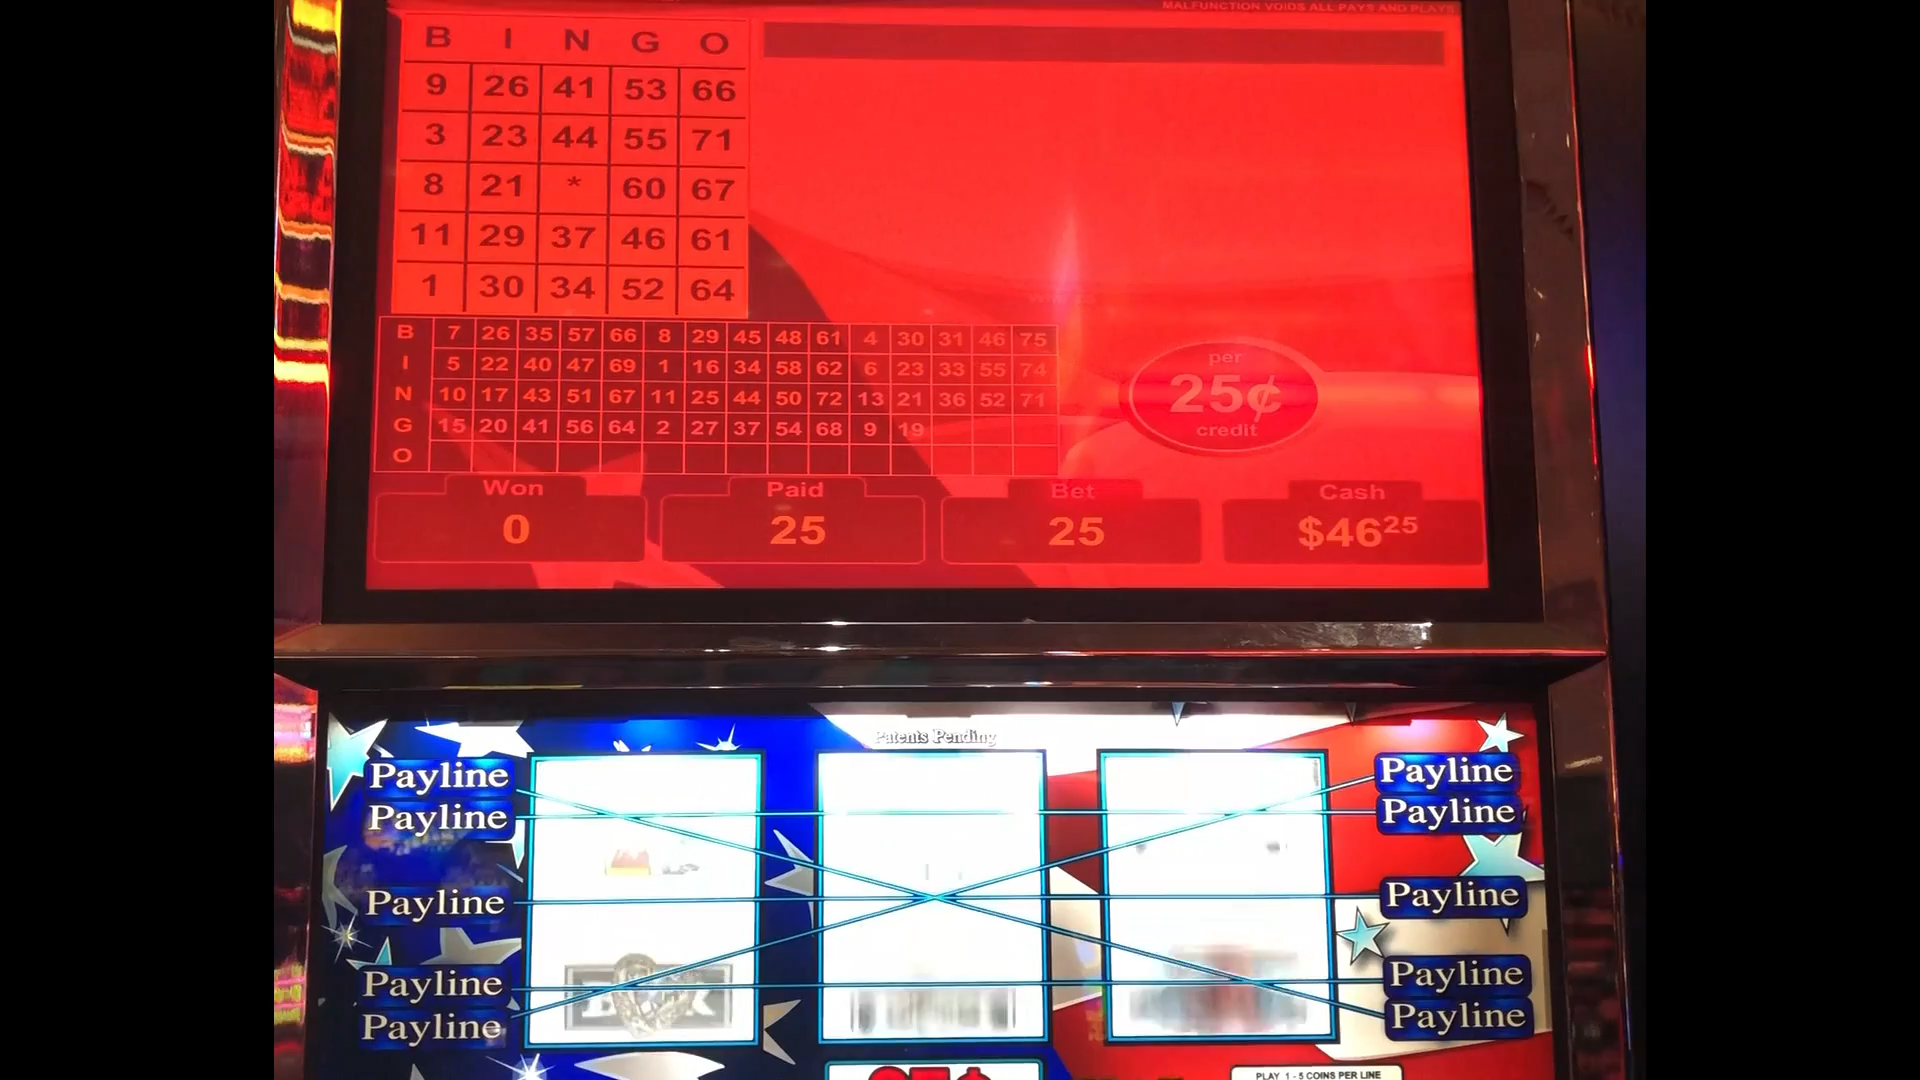 MALFUNCTION VOIDS ALL PAYS AND PLAYS
B I N G O
9 26 41 53 66
3 23 44 55 71
8 21 * 60 67
11 29 37 46 61
1 30 34 52 64
B 7 26 35 57 66 8 29 45 48 61 4 30 31 46 75
I 5 22 40 47 69 1 16 34 58 62 6 23 33 55 74
N 10 17 43 51 67 11 25 44 50 72 13 21 36 52 71
G 15 20 41 56 64 2 27 37 54 68 9 19
O
per
25¢
credit
Won Paid Bet Cash
0 25 25 $46 25
Patents Pending
Payline Payline
Payline Payline
Payline Payline
Payline Payline
Payline Payline
PLAY 1 - 5 COINS PER LINE